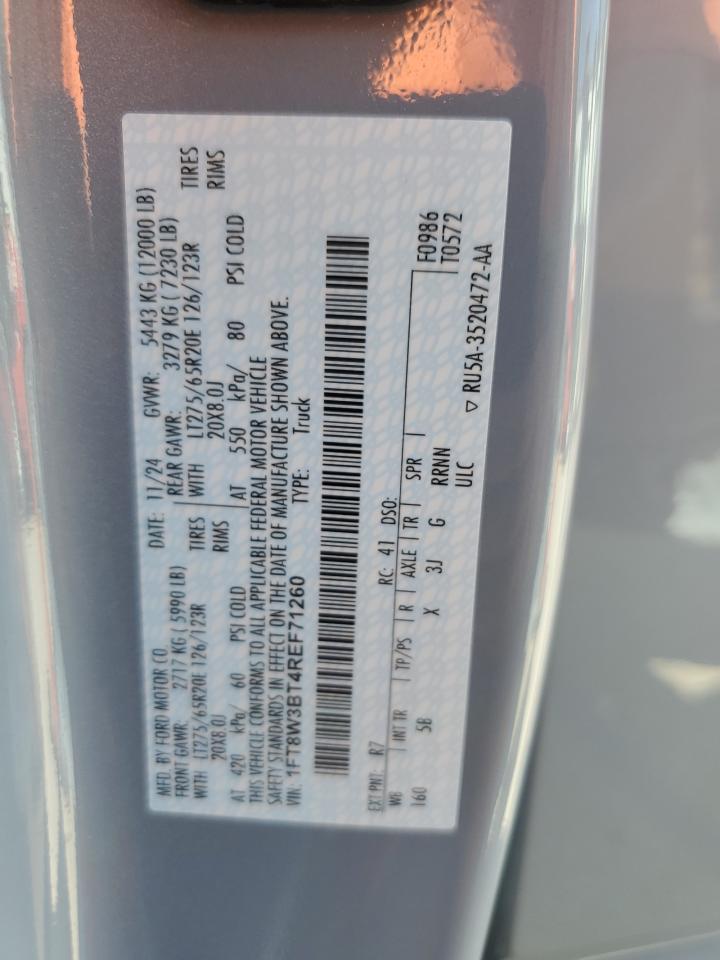 MFD. BY FORD MOTOR CO. DATE: 11/24 GVWR: 5443 KG (12000 LB)
FRONT GAWR: 2717 KG ( 5990 LB) REAR GAWR: 3279 KG ( 7230 LB)
WITH LT275/65R20E 126/123R TIRES WITH LT275/65R20E 126/123R TIRES
20X8.0J RIMS 20X8.0J RIMS
AT 420 kPa/ 60 PSI COLD AT 550 kPa/ 80 PSI COLD
THIS VEHICLE CONFORMS TO ALL APPLICABLE FEDERAL MOTOR VEHICLE
SAFETY STANDARDS IN EFFECT ON THE DATE OF MANUFACTURE SHOWN ABOVE.
VIN: 1FT8W3BT4REF71260 TYPE: Truck
EXT PNT: R7 RC: 41 DSO:
WB INT TR TP/PS R AXLE TR SPR F0986
160 5B X 3J G RRNN T0572
ULC
▽ RU5A-3520472-AA